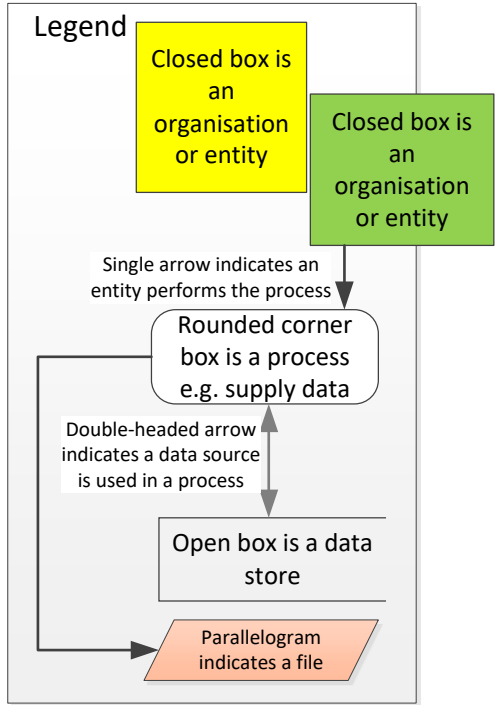 Legend
Closed box is
an
organisation
or entity
Closed box is
an
organisation
or entity
Single arrow indicates an
entity performs the process
Rounded corner
box is a process
e.g. supply data
Double-headed arrow
indicates a data source
is used in a process
Open box is a data
store
Parallelogram
indicates a file